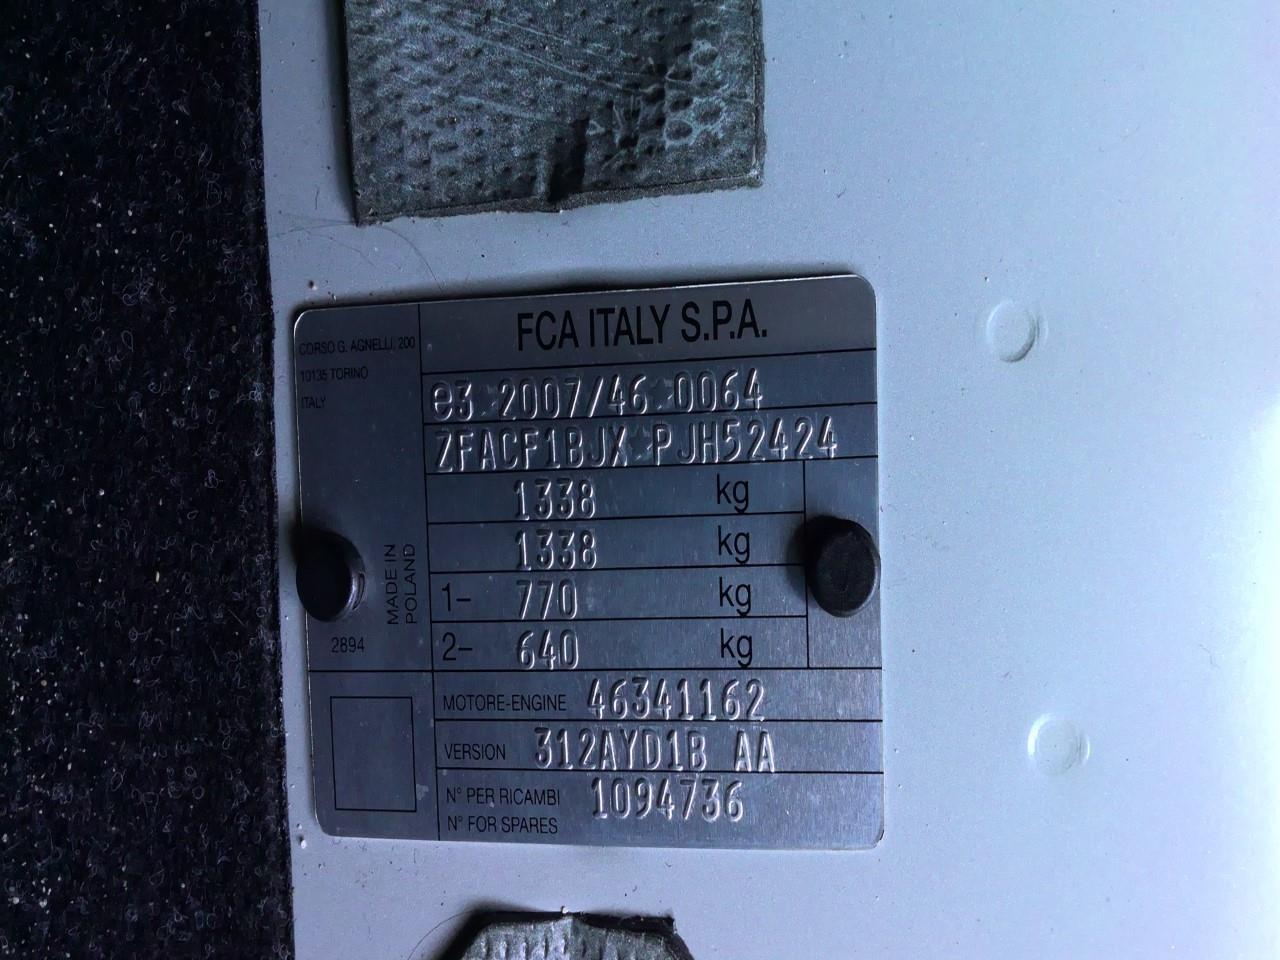 FCA ITALY S.P.A.
CORSO G. AGNELLI, 200
10135 TORINO
ITALY
e3 2007/46 0064
ZFACF1BJX PJH52424
1338 kg
1338 kg
1- 770 kg
2- 640 kg
MADE IN
POLAND
2894
MOTORE-ENGINE 46341162
VERSION 312AYD1B AA
N° PER RICAMBI
N° FOR SPARES
1094736